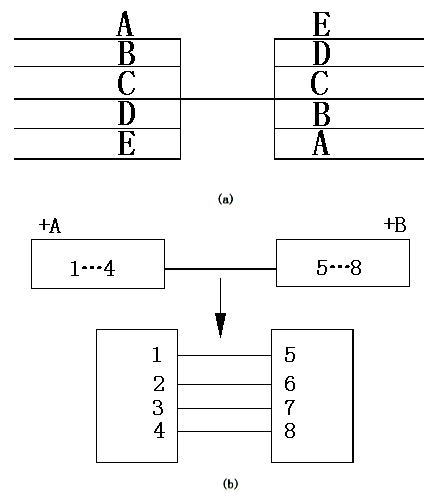 A E
B D
C C
D B
E A
(a)
+A +B
1…4 5…8
1 5
2 6
3 7
4 8
(b)